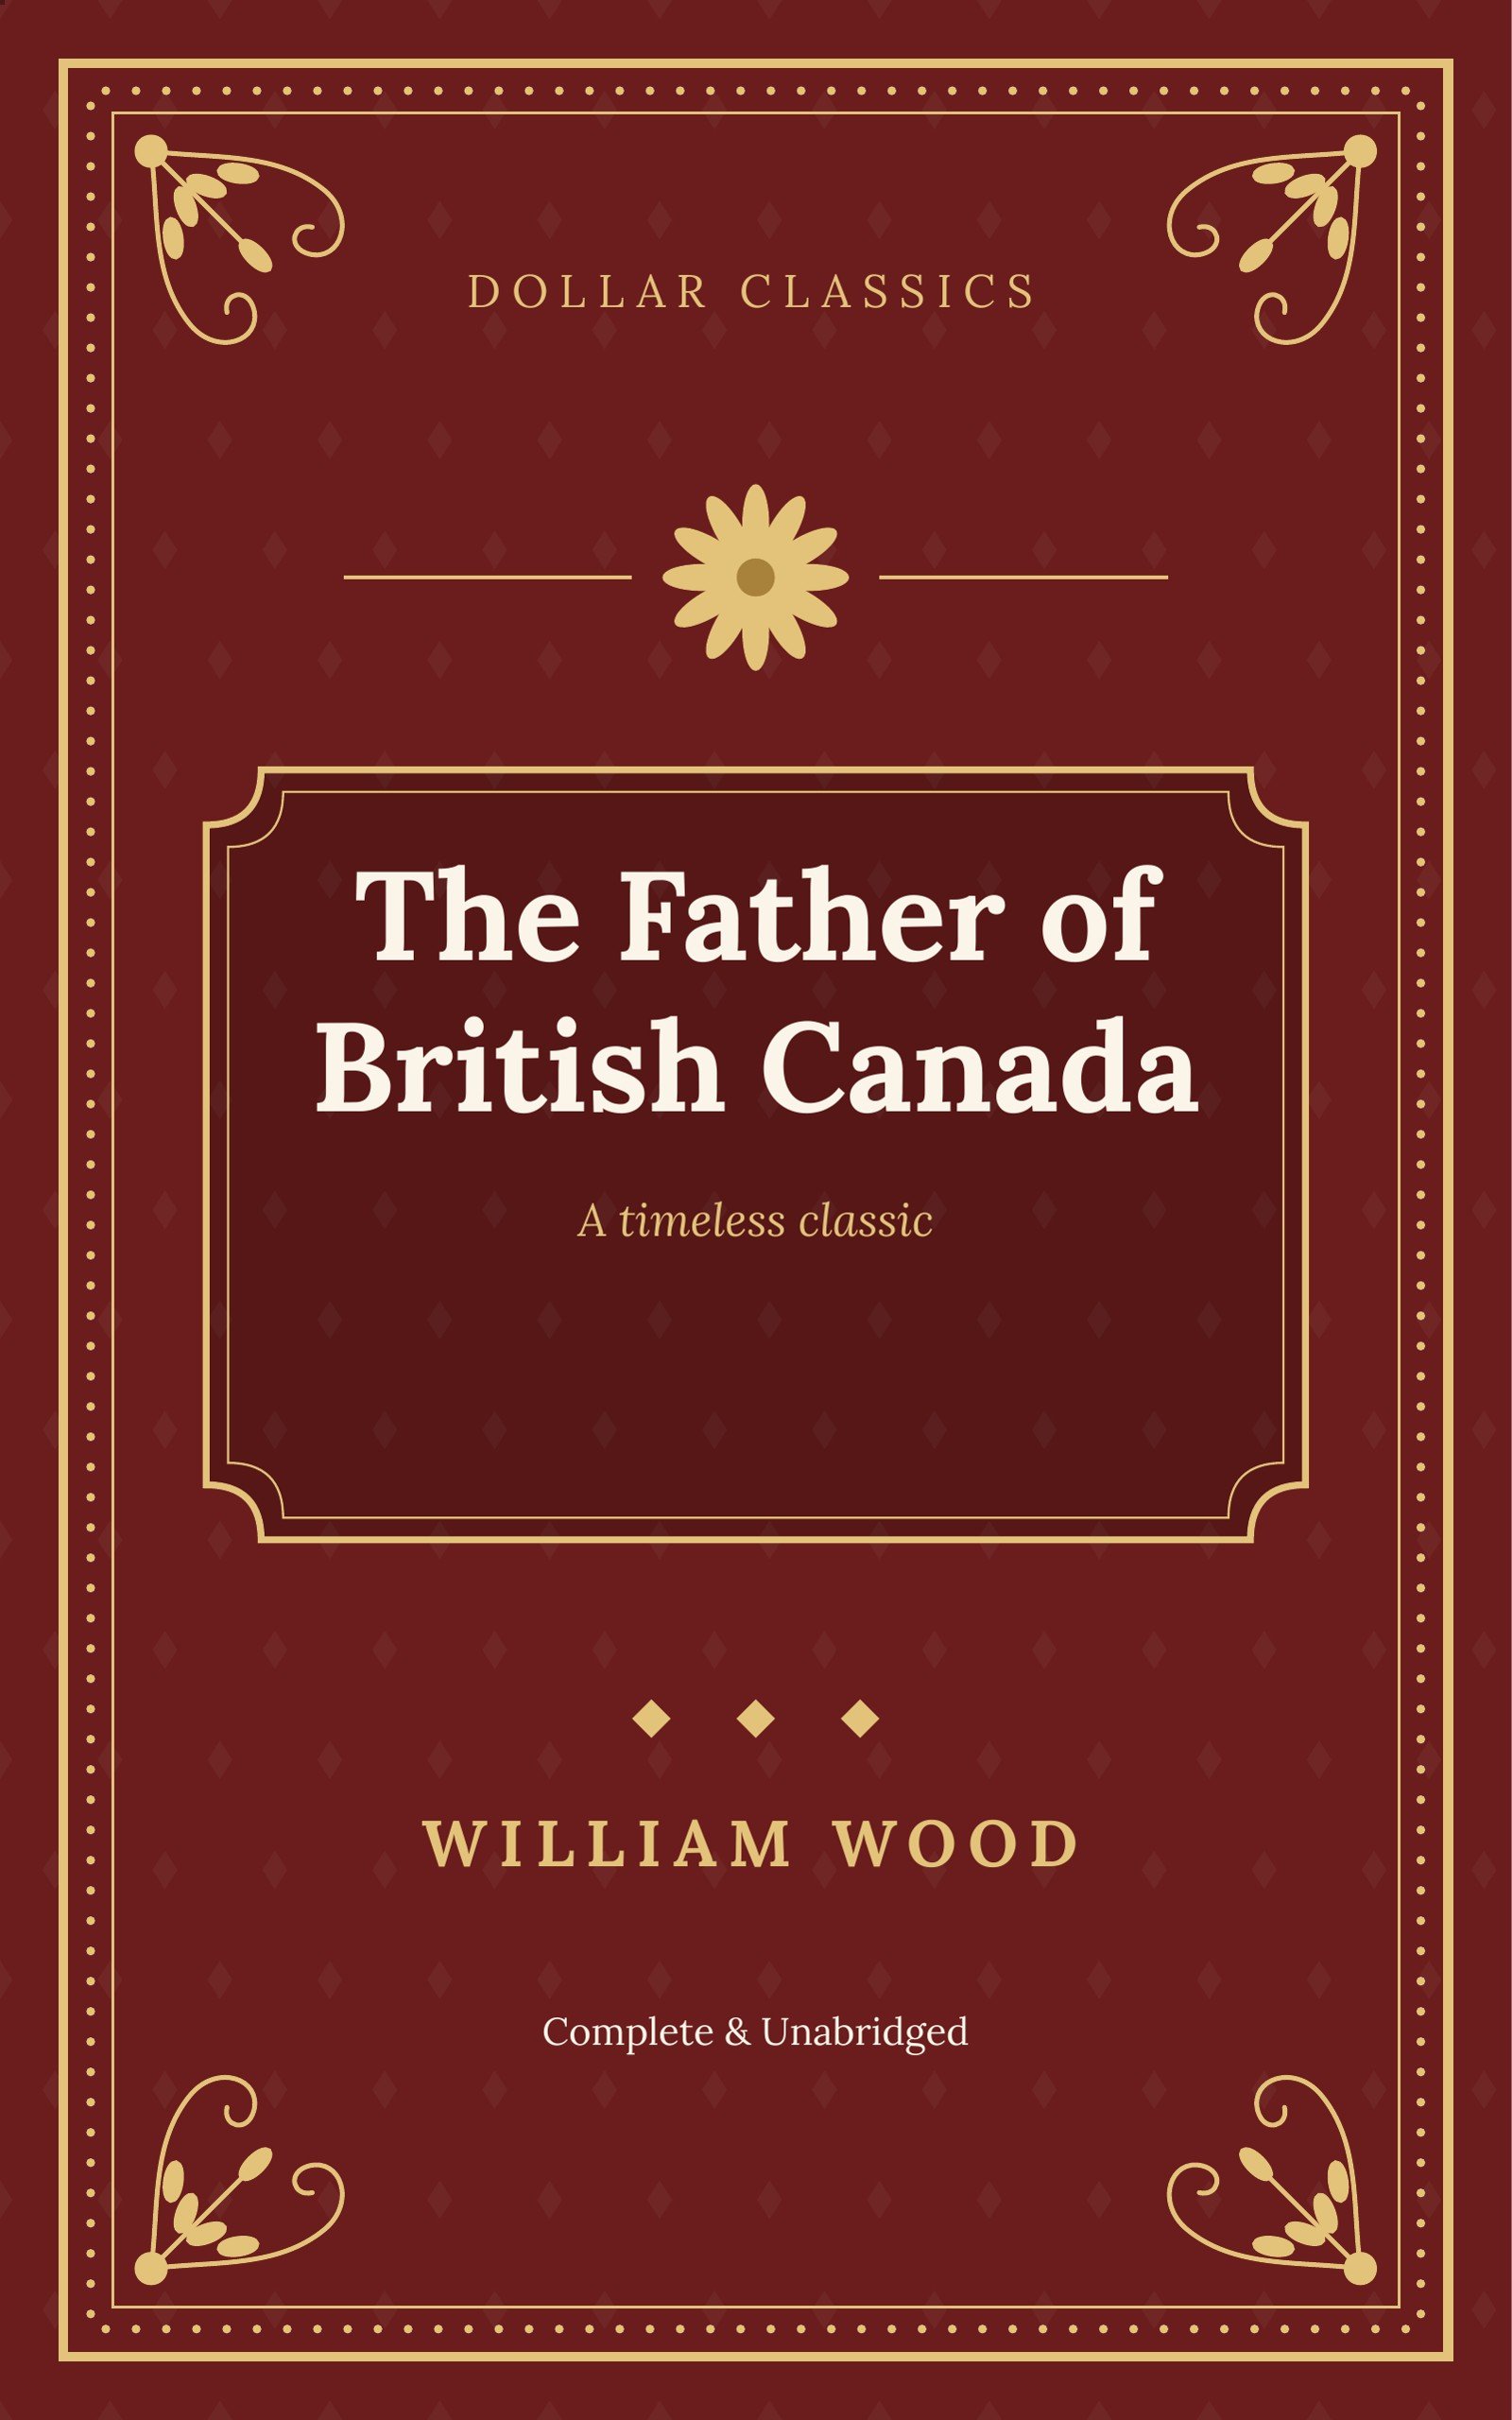 DOLLAR CLASSICS
The Father of
British Canada
A timeless classic
WILLIAM WOOD
Complete & Unabridged